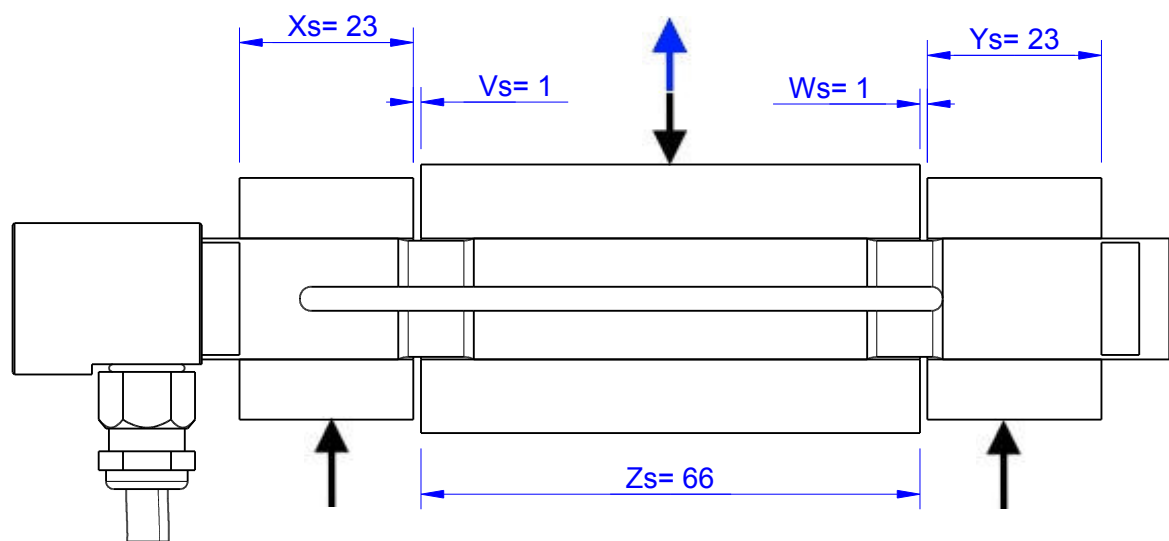 Xs= 23
Ys= 23
Vs= 1
Ws= 1
Zs= 66